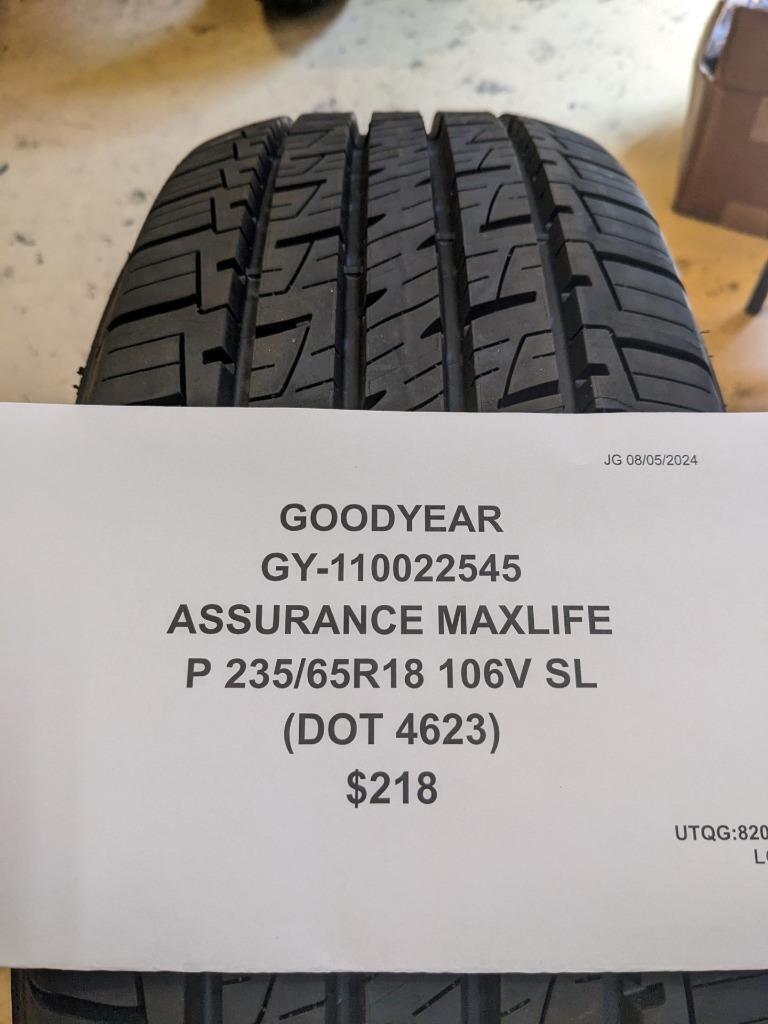 JG 08/05/2024
GOODYEAR
GY-110022545
ASSURANCE MAXLIFE
P 235/65R18 106V SL
(DOT 4623)
$218
UTQG:820